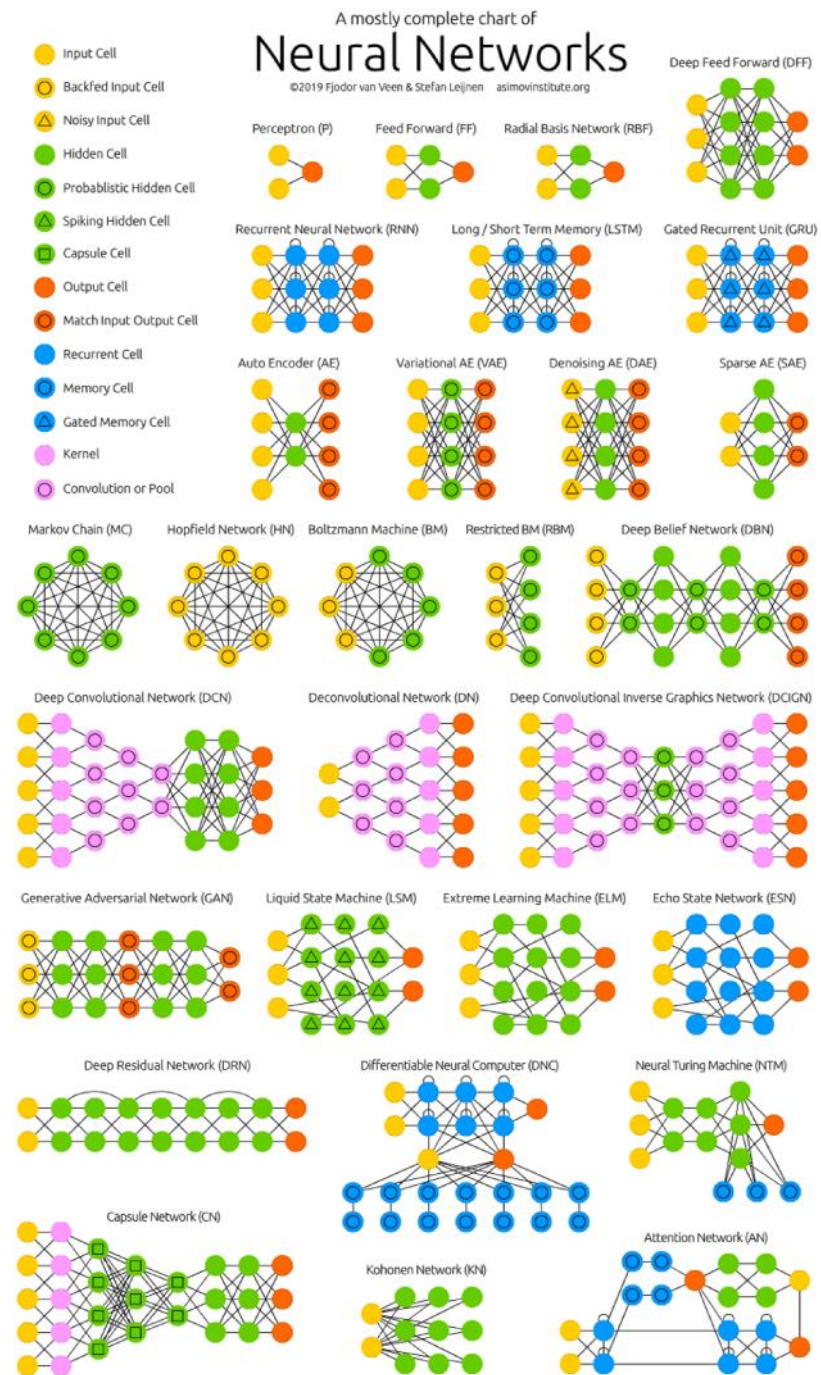 A mostly complete chart of
Neural Networks
©2019 Fjodor van Veen & Stefan Leijnen asimovinstitute.org
Input Cell
Backfed Input Cell
Noisy Input Cell
Hidden Cell
Probablistic Hidden Cell
Spiking Hidden Cell
Capsule Cell
Output Cell
Match Input Output Cell
Recurrent Cell
Memory Cell
Gated Memory Cell
Kernel
Convolution or Pool
Deep Feed Forward (DFF)
Perceptron (P) Feed Forward (FF) Radial Basis Network (RBF)
Recurrent Neural Network (RNN) Long / Short Term Memory (LSTM) Gated Recurrent Unit (GRU)
Auto Encoder (AE) Variational AE (VAE) Denoising AE (DAE) Sparse AE (SAE)
Markov Chain (MC) Hopfield Network (HN) Boltzmann Machine (BM) Restricted BM (RBM) Deep Belief Network (DBN)
Deep Convolutional Network (DCN) Deconvolutional Network (DN) Deep Convolutional Inverse Graphics Network (DCIGN)
Generative Adversarial Network (GAN) Liquid State Machine (LSM) Extreme Learning Machine (ELM) Echo State Network (ESN)
Deep Residual Network (DRN) Differentiable Neural Computer (DNC) Neural Turing Machine (NTM)
Capsule Network (CN) Kohonen Network (KN) Attention Network (AN)